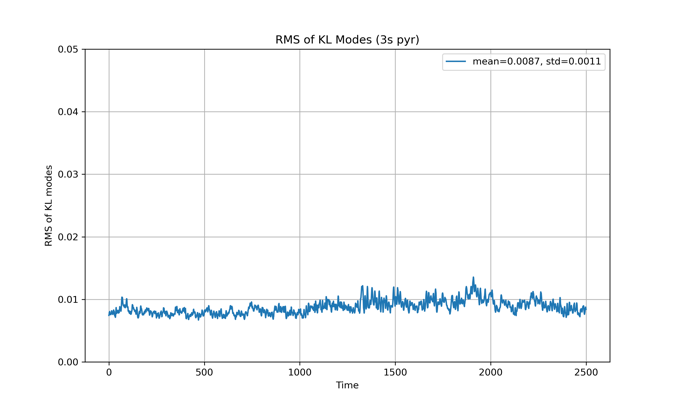 RMS of KL Modes (3s pyr)
mean=0.0087, std=0.0011
0.05
0.04
0.03
0.02
0.01
0.00
RMS of KL modes
0 500 1000 1500 2000 2500
Time